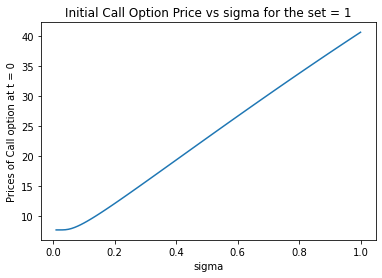 Initial Call Option Price vs sigma for the set = 1
Prices of Call option at t = 0
40
35
30
25
20
15
10
0.0 0.2 0.4 0.6 0.8 1.0
sigma